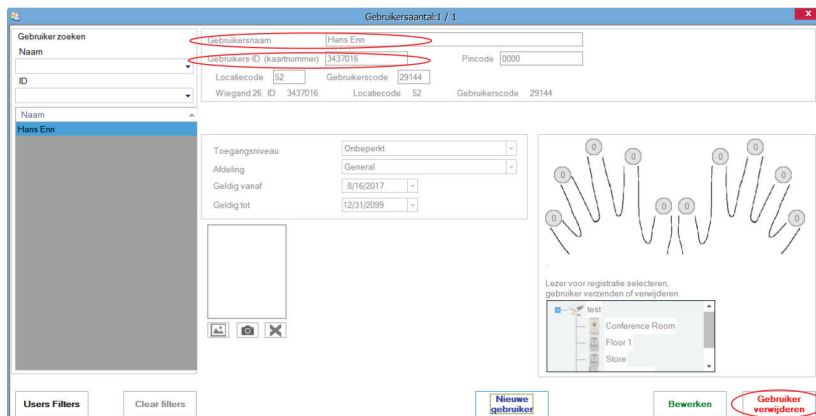 Gebruikersaantal:1 / 1
x
Gebruiker zoeken
Naam
ID
Naam
Hans Enn
Gebruikersnaam Hans Enn
Gebruikers-ID (kaartnummer) 3437016 Pincode 0000
Locatiecode 52 Gebruikerscode 29144
Wiegand 26 ID 3437016 Locatiecode 52 Gebruikerscode 29144
Toegangsniveau Onbeperkt
Afdeling General
Geldig vanaf 8/16/2017
Geldig tot 12/31/2099
0 0 0 0 0 0 0 0 0 0
Lezer voor registratie selecteren,
gebruiker verzenden of verwijderen
test
Conference Room
Floor 1
Store
Users Filters
Clear filters
Nieuwe
gebruiker
Bewerken
Gebruiker
verwijderen